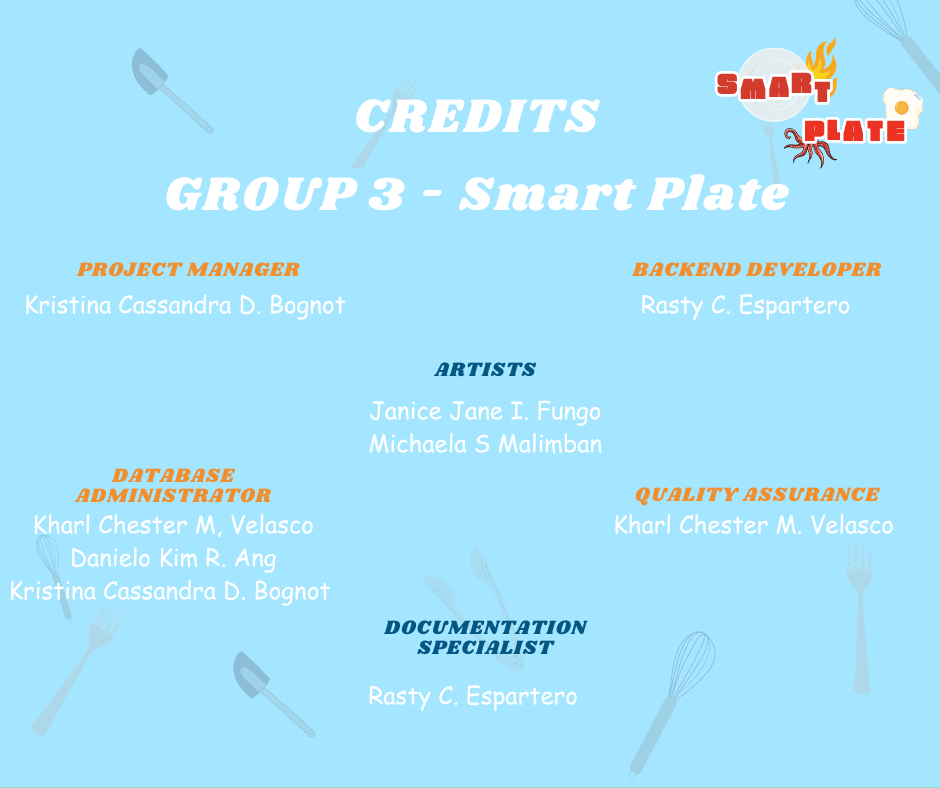 SMART
PLATE
CREDITS
GROUP 3 - Smart Plate
PROJECT MANAGER
Kristina Cassandra D. Bognot
BACKEND DEVELOPER
Rasty C. Espartero
ARTISTS
Janice Jane I. Fungo
Michaela S Malimban
DATABASE
ADMINISTRATOR
Kharl Chester M, Velasco
Danielo Kim R. Ang
Kristina Cassandra D. Bognot
QUALITY ASSURANCE
Kharl Chester M. Velasco
DOCUMENTATION
SPECIALIST
Rasty C. Espartero